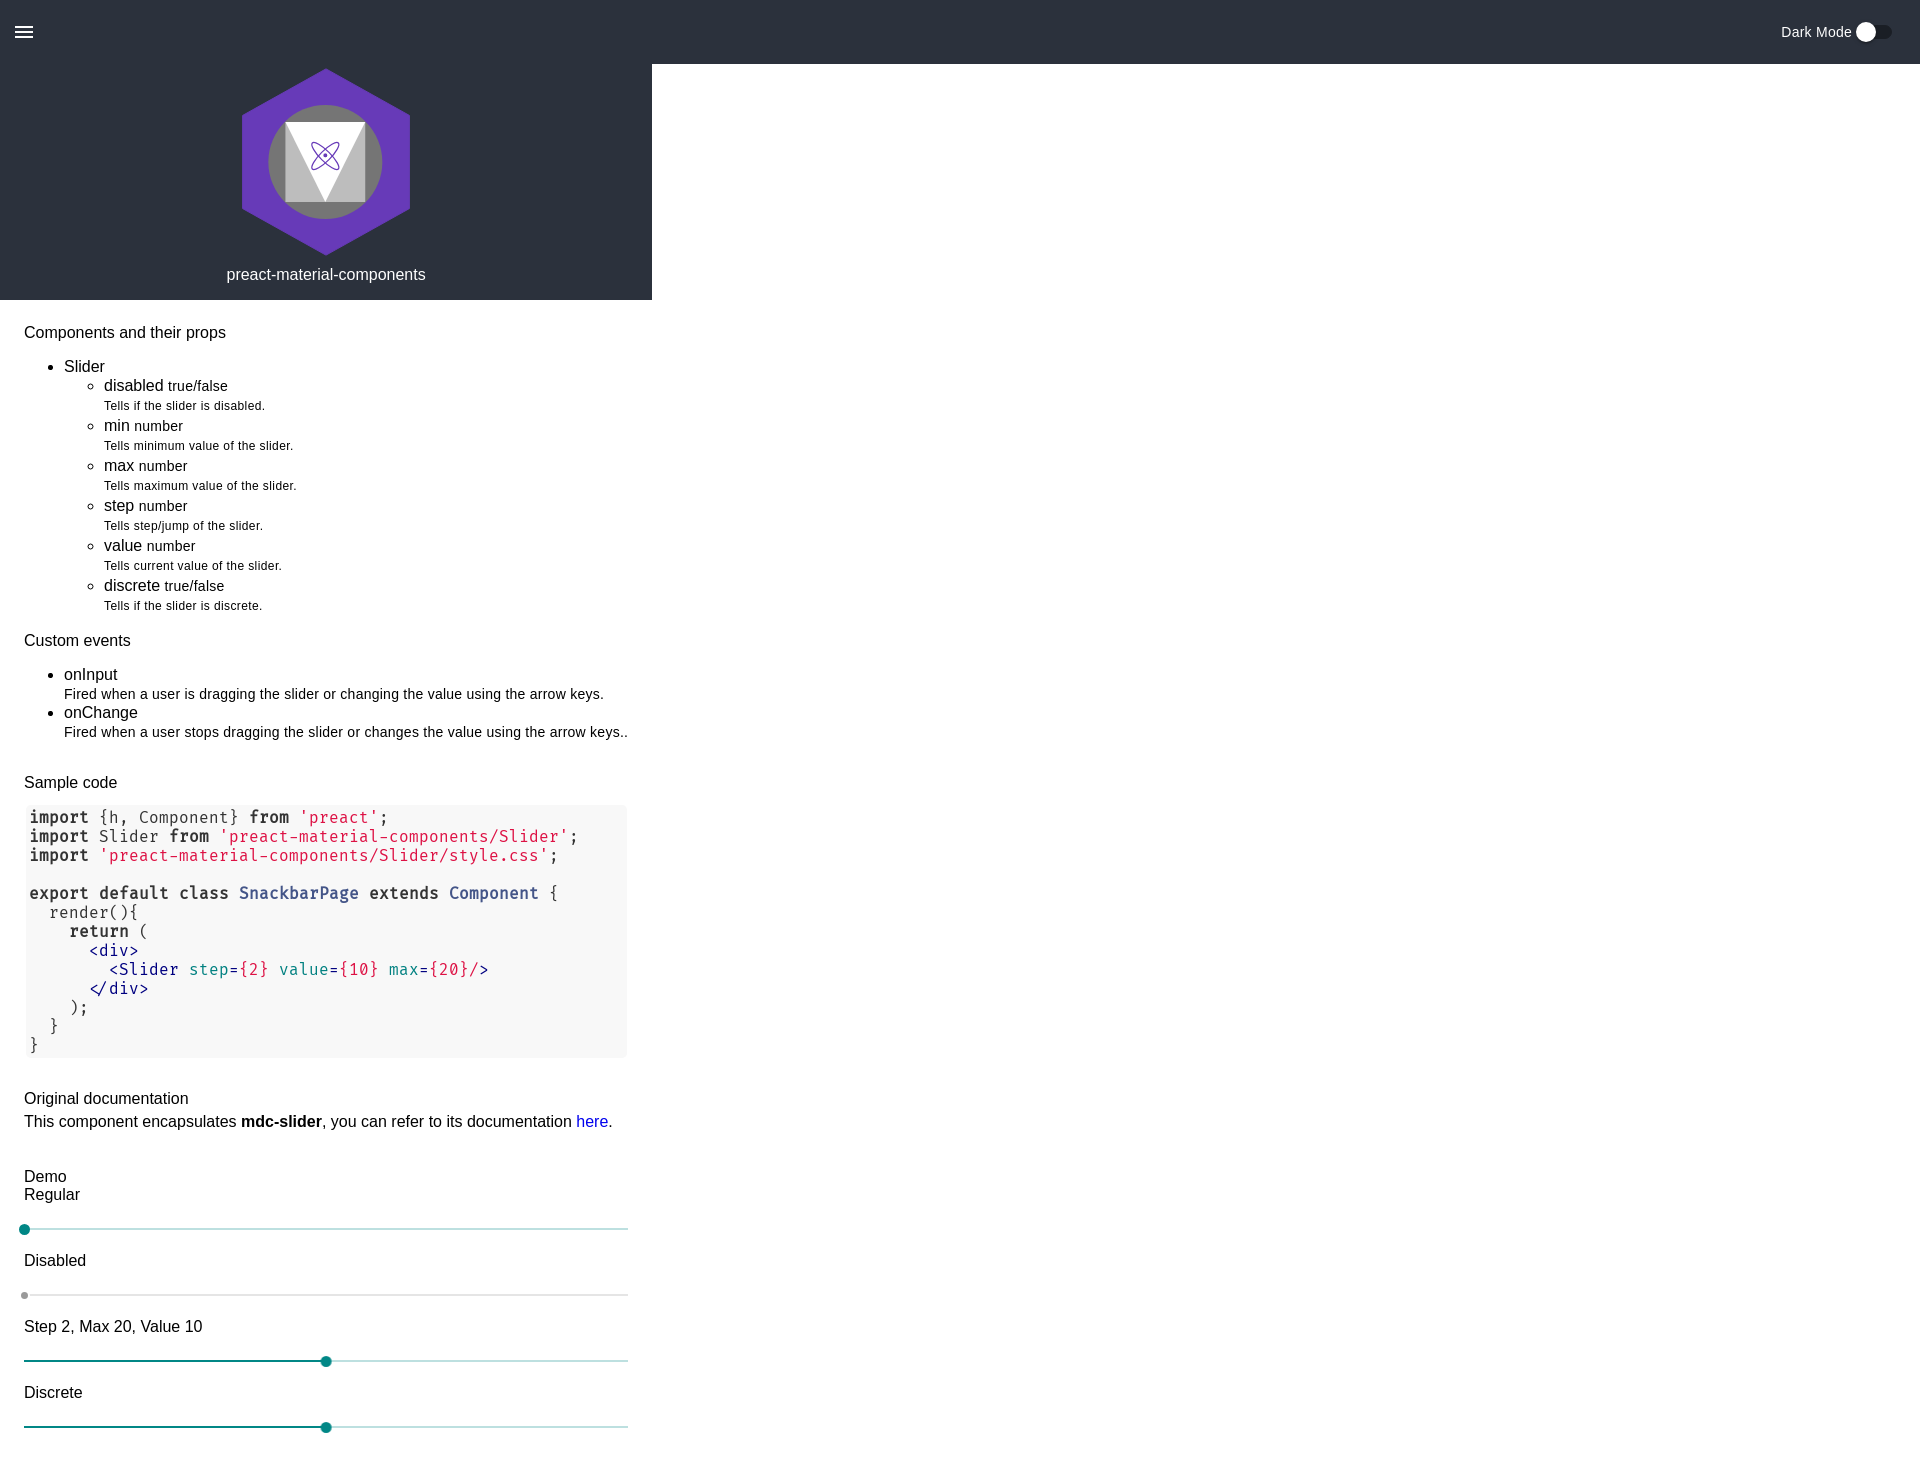 Dark Mode
preact-material-components
Components and their props
Slider
disabled true/false
Tells if the slider is disabled.
min number
Tells minimum value of the slider.
max number
Tells maximum value of the slider.
step number
Tells step/jump of the slider.
value number
Tells current value of the slider.
discrete true/false
Tells if the slider is discrete.
Custom events
onInput
Fired when a user is dragging the slider or changing the value using the arrow keys.
onChange
Fired when a user stops dragging the slider or changes the value using the arrow keys..
Sample code
import {h, Component} from 'preact';
import Slider from 'preact-material-components/Slider';
import 'preact-material-components/Slider/style.css';
export default class SnackbarPage extends Component {
render(){
return (
<div>
<Slider step={2} value={10} max={20}/>
</div>
);
}
}
Original documentation
This component encapsulates mdc-slider, you can refer to its documentation here.
Demo
Regular
Disabled
Step 2, Max 20, Value 10
Discrete